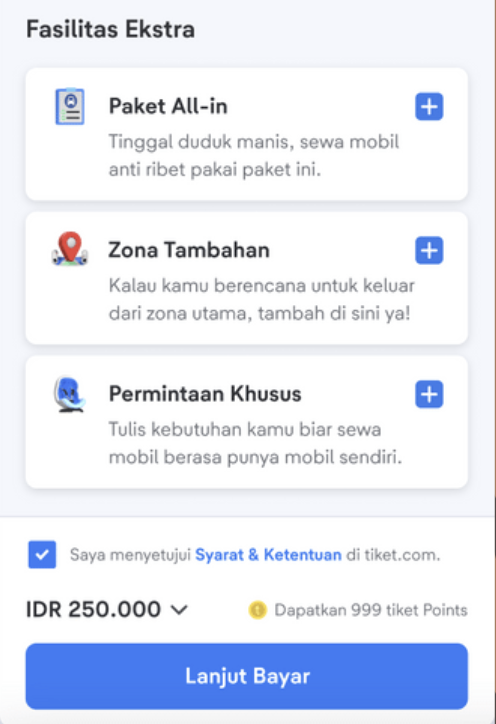 Fasilitas Ekstra
Paket All-in
Tinggal duduk manis, sewa mobil
anti ribet pakai paket ini.
Zona Tambahan
Kalau kamu berencana untuk keluar
dari zona utama, tambah di sini ya!
Permintaan Khusus
Tulis kebutuhan kamu biar sewa
mobil berasa punya mobil sendiri.
Saya menyetujui Syarat & Ketentuan di tiket.com.
IDR 250.000
Dapatkan 999 tiket Points
Lanjut Bayar